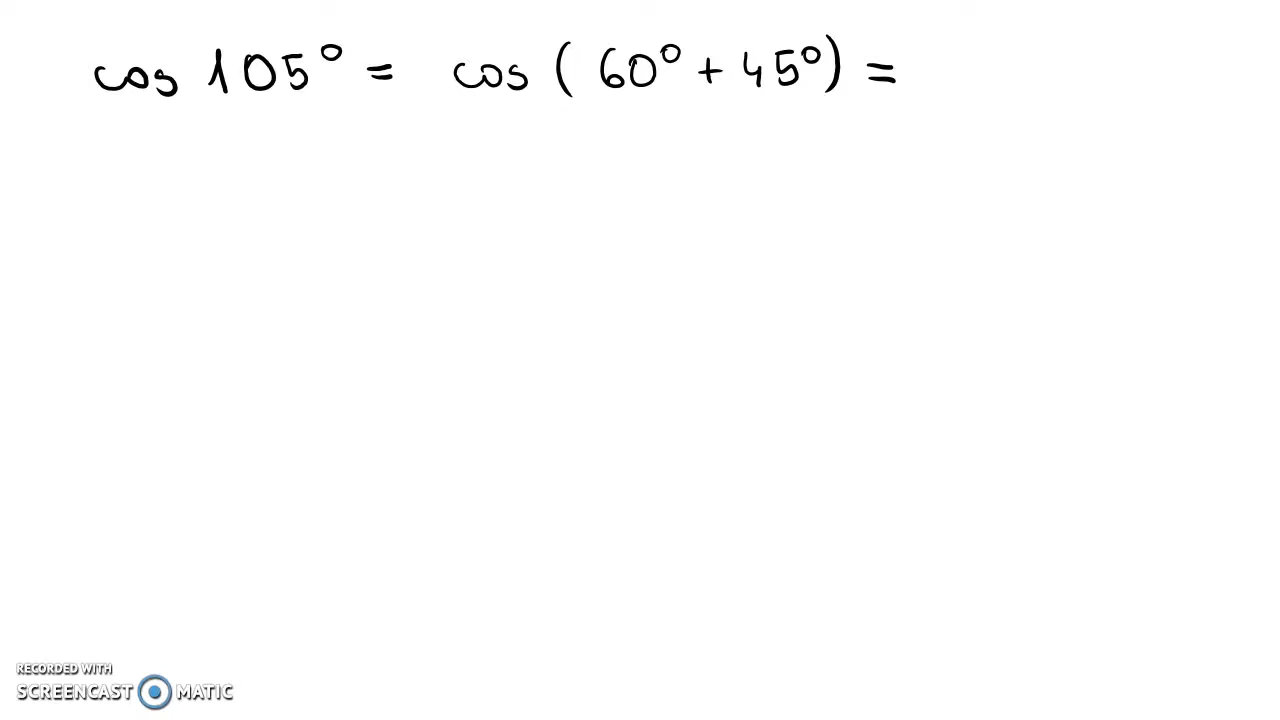 cos 105° = cos ( 60° + 45°) =
RECORDED WITH
SCREENCAST MATIC